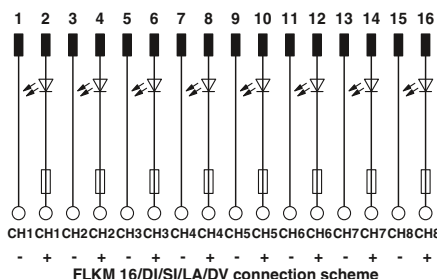 1 2 3 4 5 6 7 8 9 10 11 12 13 14 15 16
CH1 CH1 CH2 CH2 CH3 CH3 CH4 CH4 CH5 CH5 CH6 CH6 CH7 CH7 CH8 CH8
- + - + - + - + - + - + - + - +
FLKM 16/DI/SI/LA/DV connection scheme